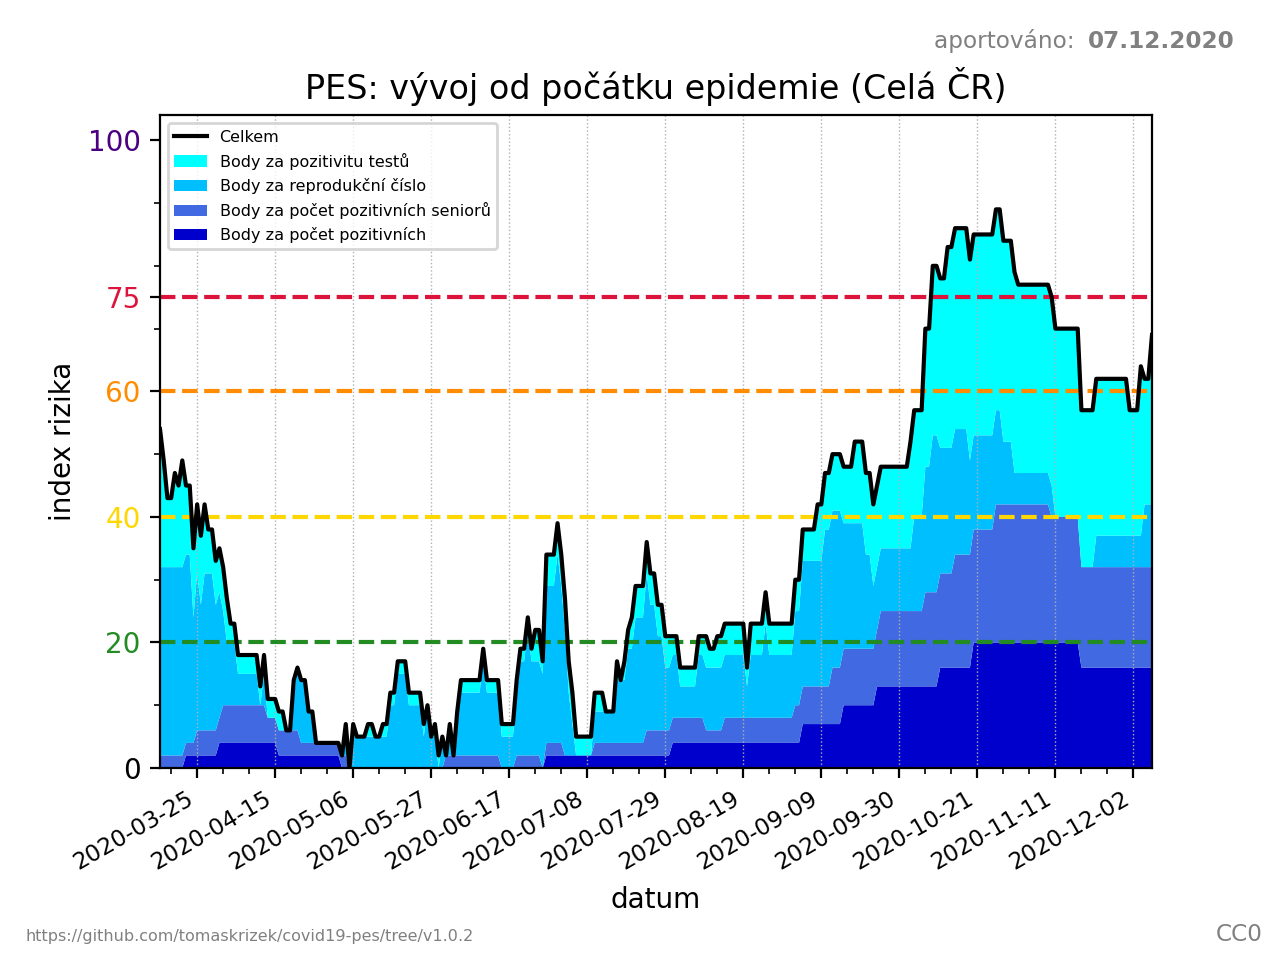 aportováno: 07.12.2020
PES: vývoj od počátku epidemie (Celá ČR)
Celkem
Body za pozitivitu testů
Body za reprodukční číslo
Body za počet pozitivních seniorů
Body za počet pozitivních
100
75
60
40
20
0
index rizika
2020-03-25
2020-04-15
2020-05-06
2020-05-27
2020-06-17
2020-07-08
2020-07-29
2020-08-19
2020-09-09
2020-09-30
2020-10-21
2020-11-11
2020-12-02
datum
https://github.com/tomaskrizek/covid19-pes/tree/v1.0.2
CC0